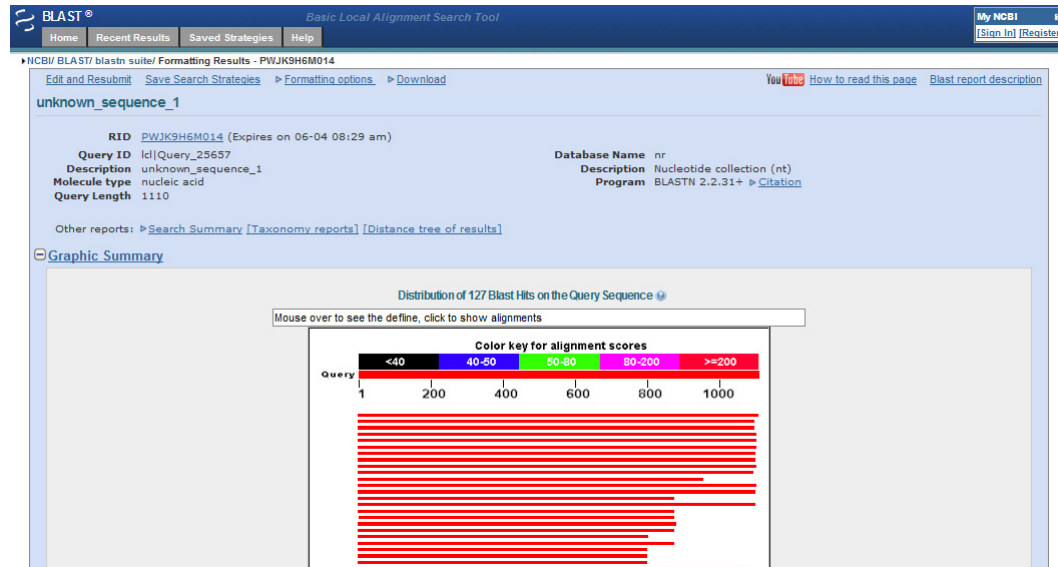 BLAST ® Basic Local Alignment Search Tool My NCBI
Home Recent Results Saved Strategies Help [Sign In] [Register
NCBI/ BLAST/ blastn suite/ Formatting Results - PWJK9H6M014
Edit and Resubmit Save Search Strategies Formatting options Download YouTube How to read this page Blast report description
unknown_sequence_1
RID PWJK9H6M014 (Expires on 06-04 08:29 am)
Query ID lcl|Query_25657 Database Name nr
Description unknown_sequence_1 Description Nucleotide collection (nt)
Molecule type nucleic acid Program BLASTN 2.2.31+ Citation
Query Length 1110
Other reports: Search Summary [Taxonomy reports] [Distance tree of results]
Graphic Summary
Distribution of 127 Blast Hits on the Query Sequence
Mouse over to see the defline, click to show alignments
Color key for alignment scores
<40 40-50 50-80 80-200 >=200
Query
1 200 400 600 800 1000